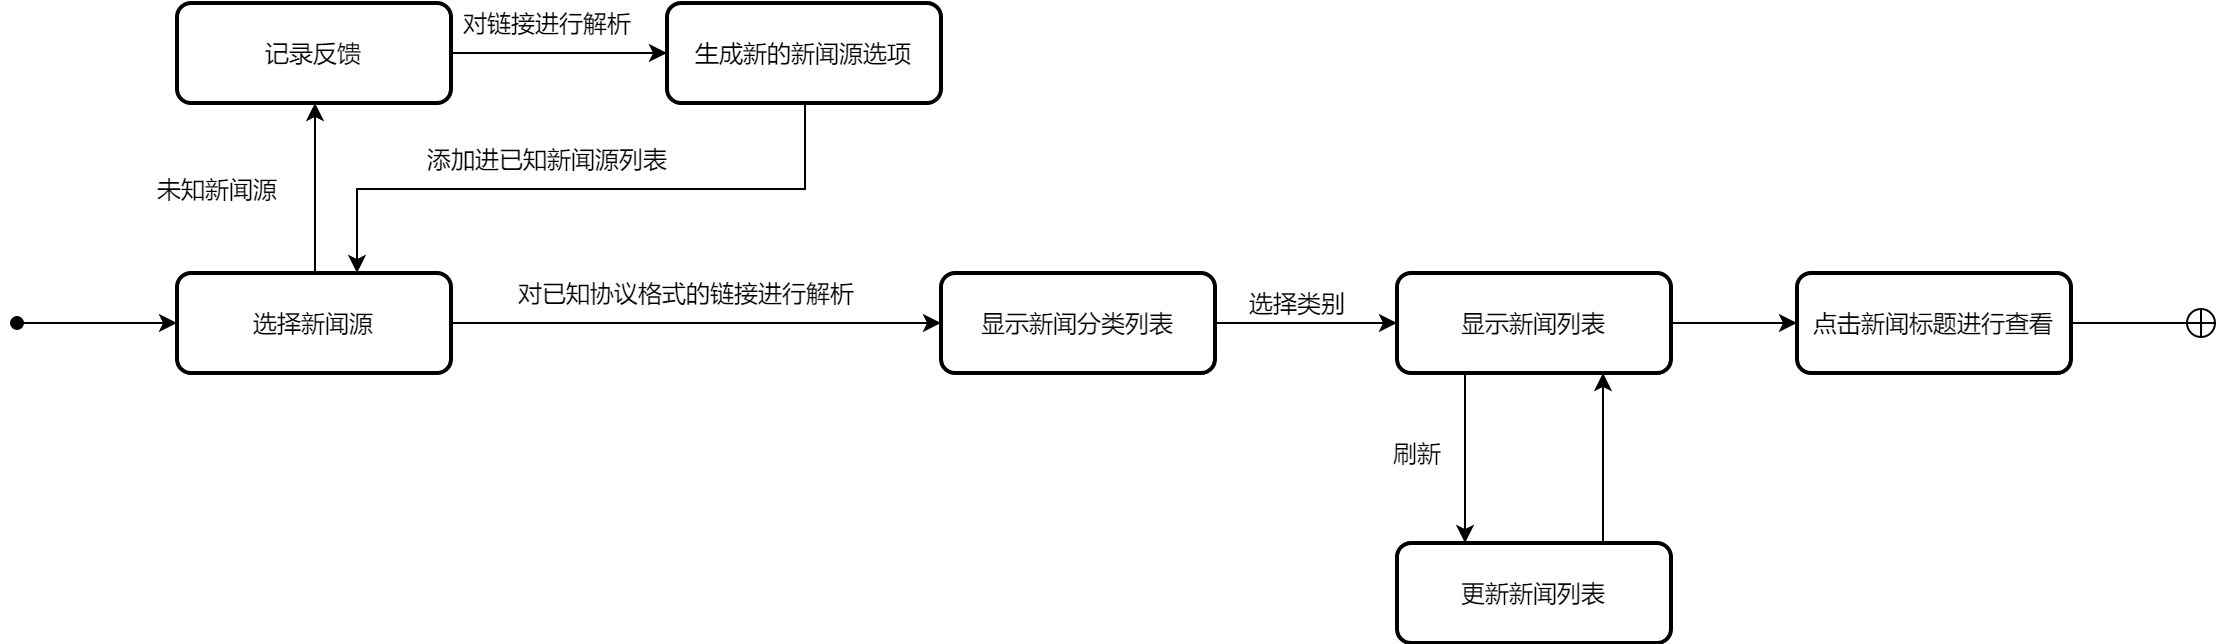 记录反馈
对链接进行解析
生成新的新闻源选项
添加进已知新闻源列表
未知新闻源
选择新闻源
对已知协议格式的链接进行解析
显示新闻分类列表
选择类别
显示新闻列表
点击新闻标题进行查看
刷新
更新新闻列表